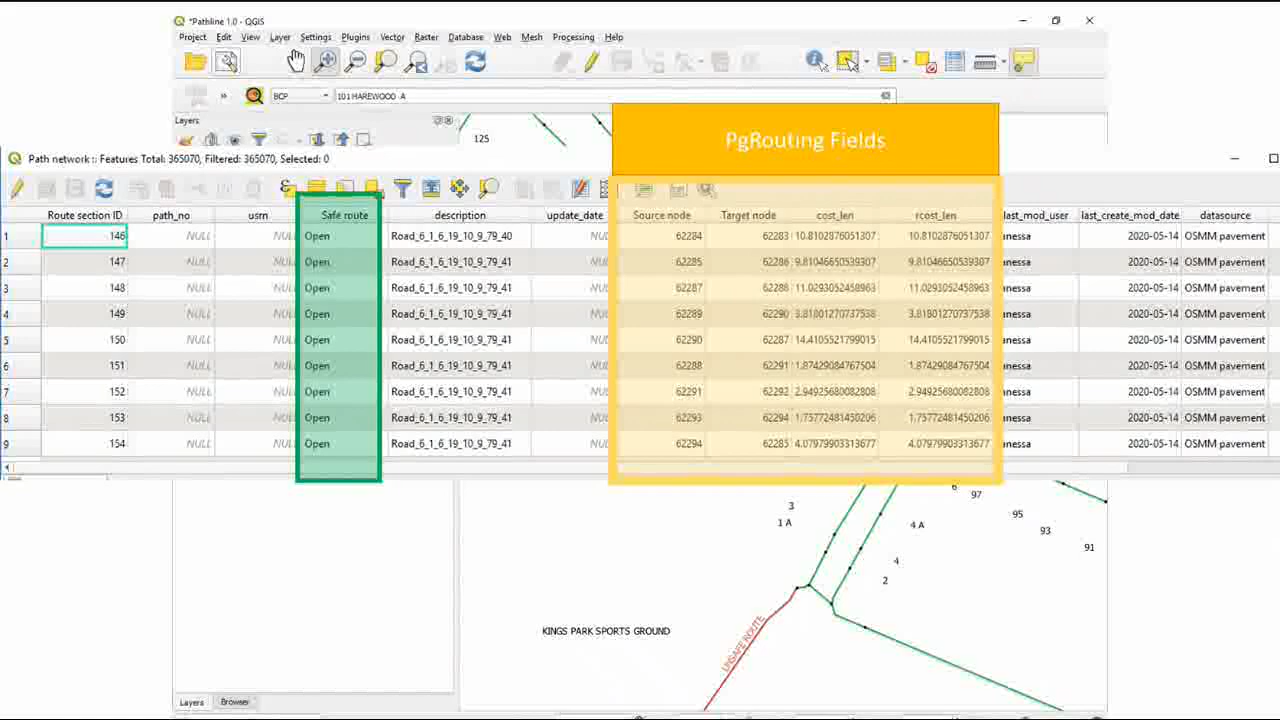 *Pathline 1.0 - QGIS
Project Edit View Layer Settings Plugins Vector Raster Database Web Mesh Processing Help
» BCP 101 HAREWOOD A
Layers
125
PgRouting Fields
Path network :: Features Total: 365070, Filtered: 365070, Selected: 0
Route section ID path_no usrn Safe route description update_date Source node Target node cost_len rcost_len last_mod_user last_create_mod_date datasource
1 146 NULL NULL Open Road_6_1_6_19_10_9_79_40 NULL 62284 62283 10.8102876051307 10.8102876051307 anessa 2020-05-14 OSMM pavement
2 147 NULL NULL Open Road_6_1_6_19_10_9_79_41 NULL 62285 62286 9.81046650539307 9.81046650539307 anessa 2020-05-14 OSMM pavement
3 148 NULL NULL Open Road_6_1_6_19_10_9_79_41 NULL 62287 62286 11.0293052458963 11.0293052458963 anessa 2020-05-14 OSMM pavement
4 149 NULL NULL Open Road_6_1_6_19_10_9_79_41 NULL 62289 62290 3.81801270737538 3.81801270737538 anessa 2020-05-14 OSMM pavement
5 150 NULL NULL Open Road_6_1_6_19_10_9_79_41 NULL 62290 62287 14.4105521799015 14.4105521799015 anessa 2020-05-14 OSMM pavement
6 151 NULL NULL Open Road_6_1_6_19_10_9_79_41 NULL 62288 62291 1.87429084767504 1.87429084767504 anessa 2020-05-14 OSMM pavement
7 152 NULL NULL Open Road_6_1_6_19_10_9_79_41 NULL 62291 62292 2.94925680082808 2.94925680082808 anessa 2020-05-14 OSMM pavement
8 153 NULL NULL Open Road_6_1_6_19_10_9_79_41 NULL 62293 62294 1.75772481450206 1.75772481450206 anessa 2020-05-14 OSMM pavement
9 154 NULL NULL Open Road_6_1_6_19_10_9_79_41 NULL 62294 62285 4.07979903313677 4.07979903313677 anessa 2020-05-14 OSMM pavement
6
97
3
95
1 A
4 A
93
91
4
2
KINGS PARK SPORTS GROUND
UNSAFE ROUTE
Layers Browser